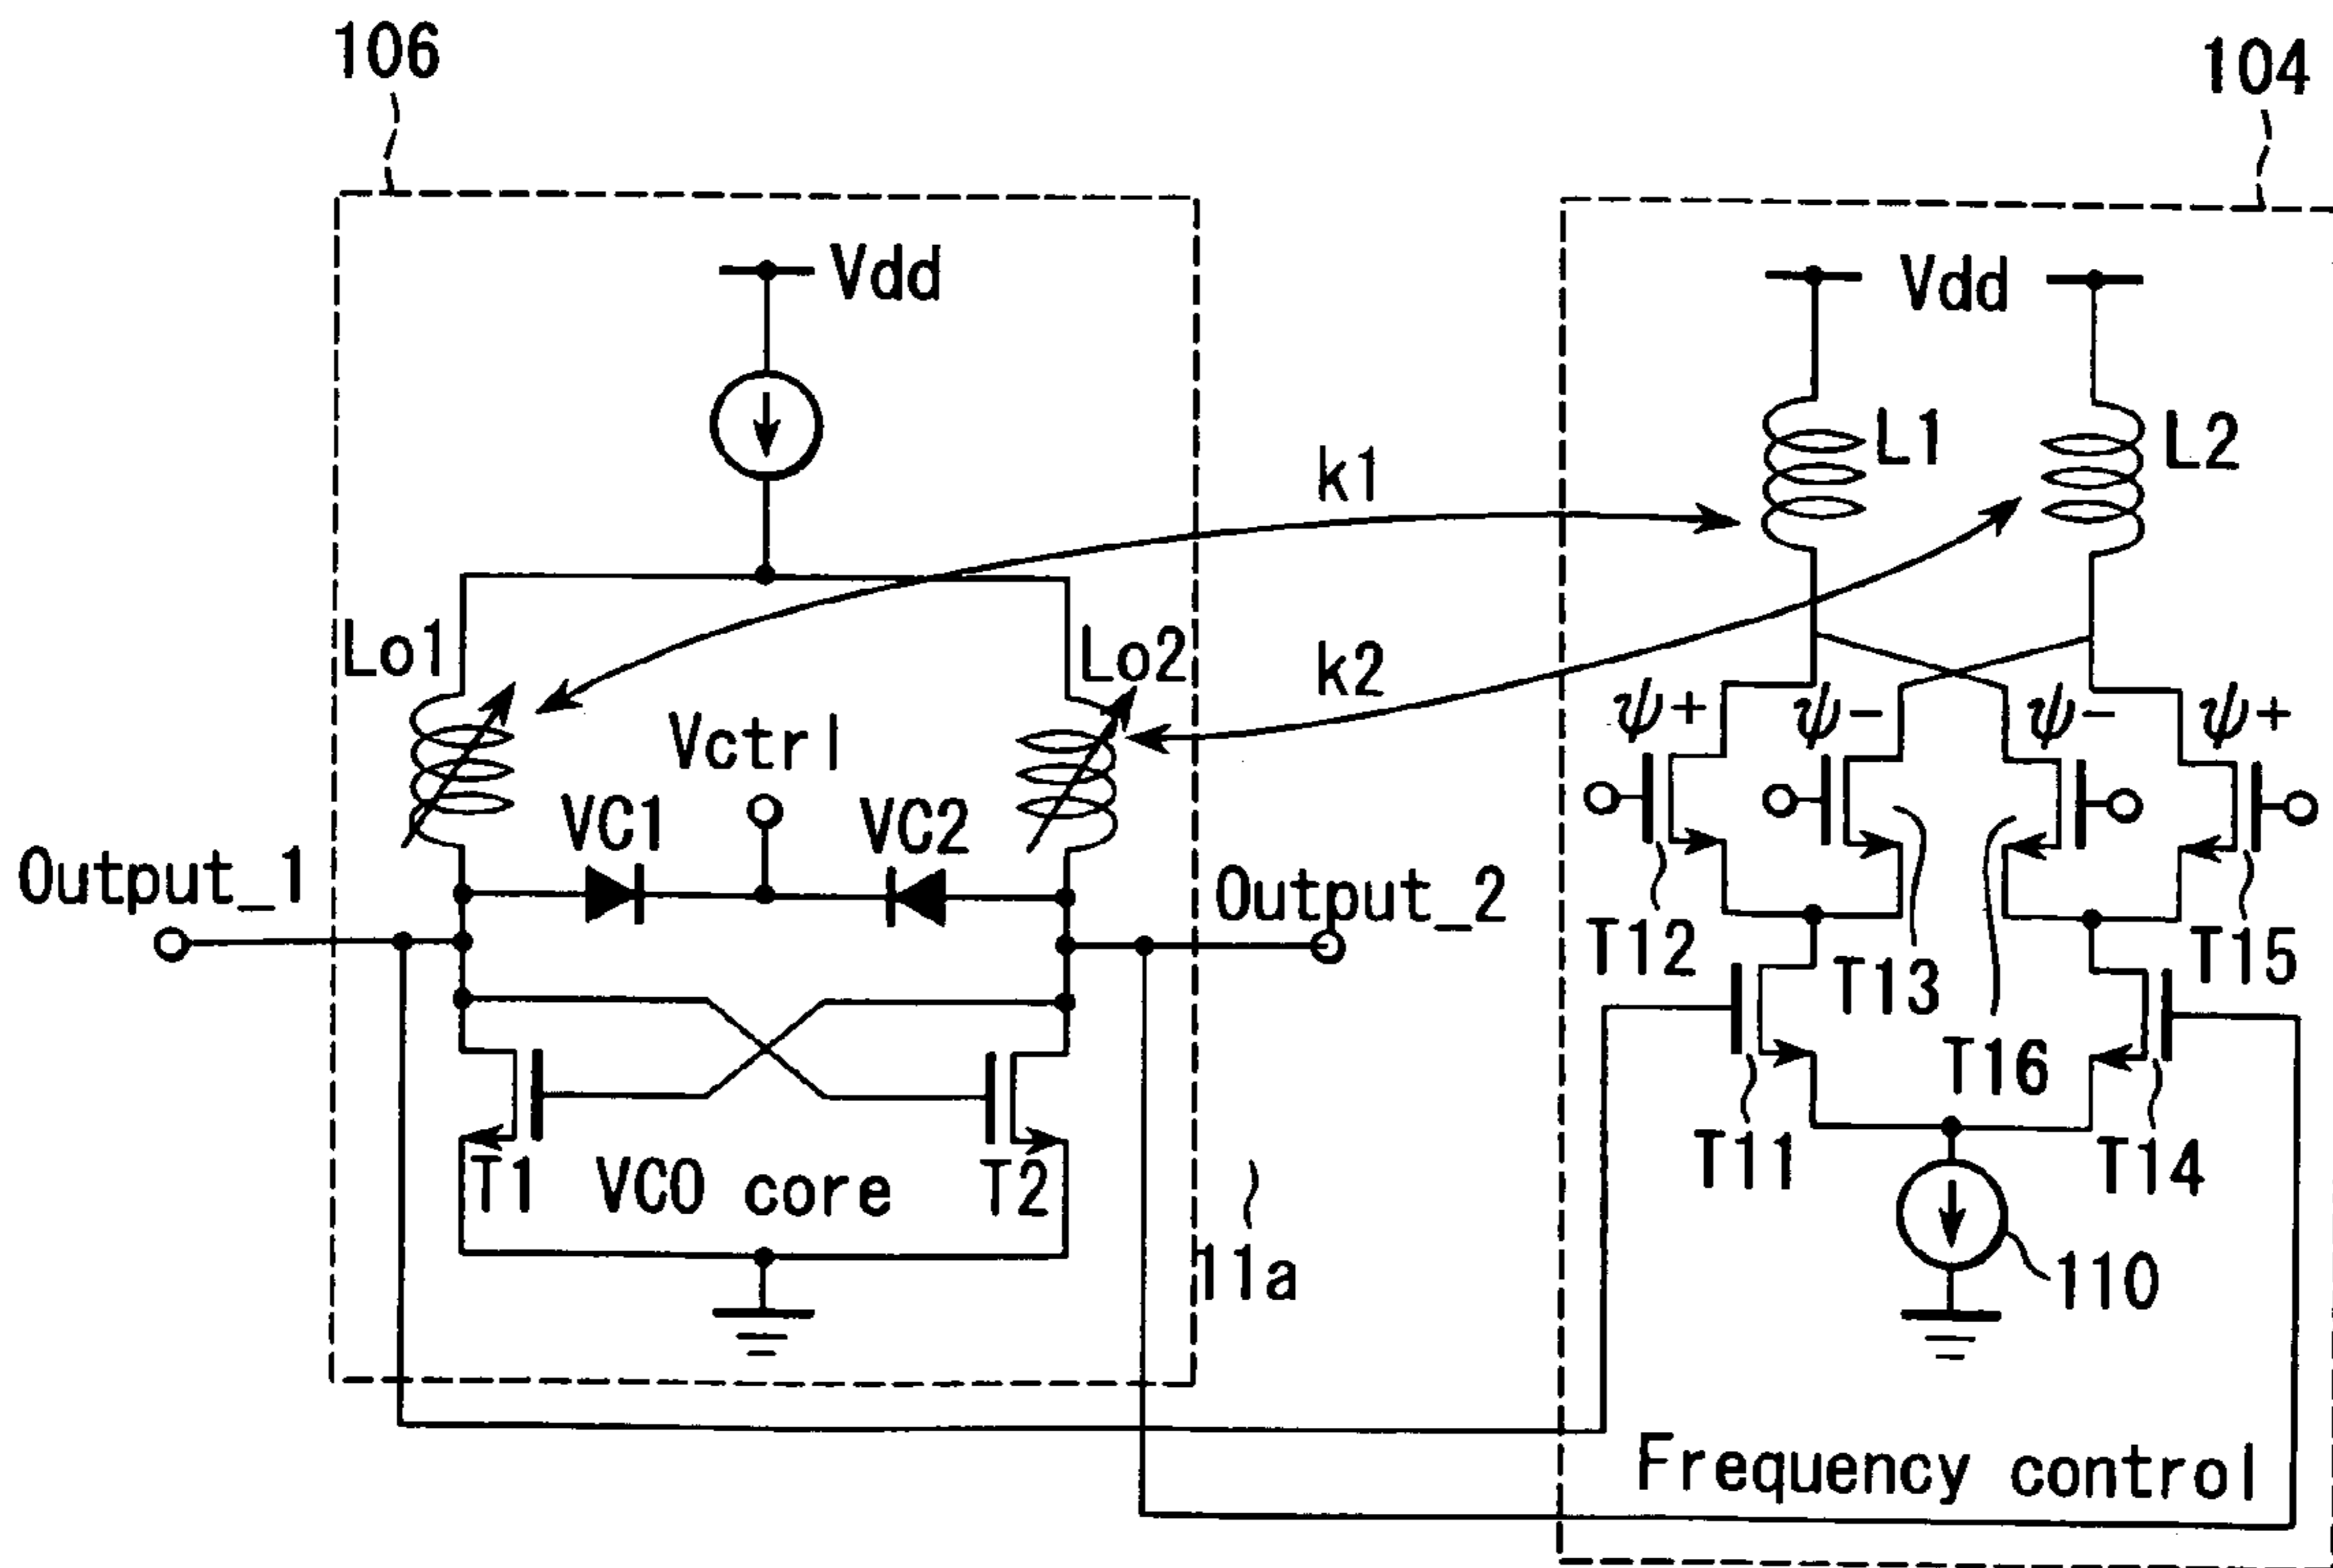 106
104
Vdd
Vdd
L1
L2
k1
Lo1
Lo2
k2
ψ+
ψ-
ψ-
ψ+
Vctrl
VC1
VC2
Output_1
Output_2
T12
T13
T15
T16
T11
T14
T1
VCO core
T2
11a
110
Frequency control